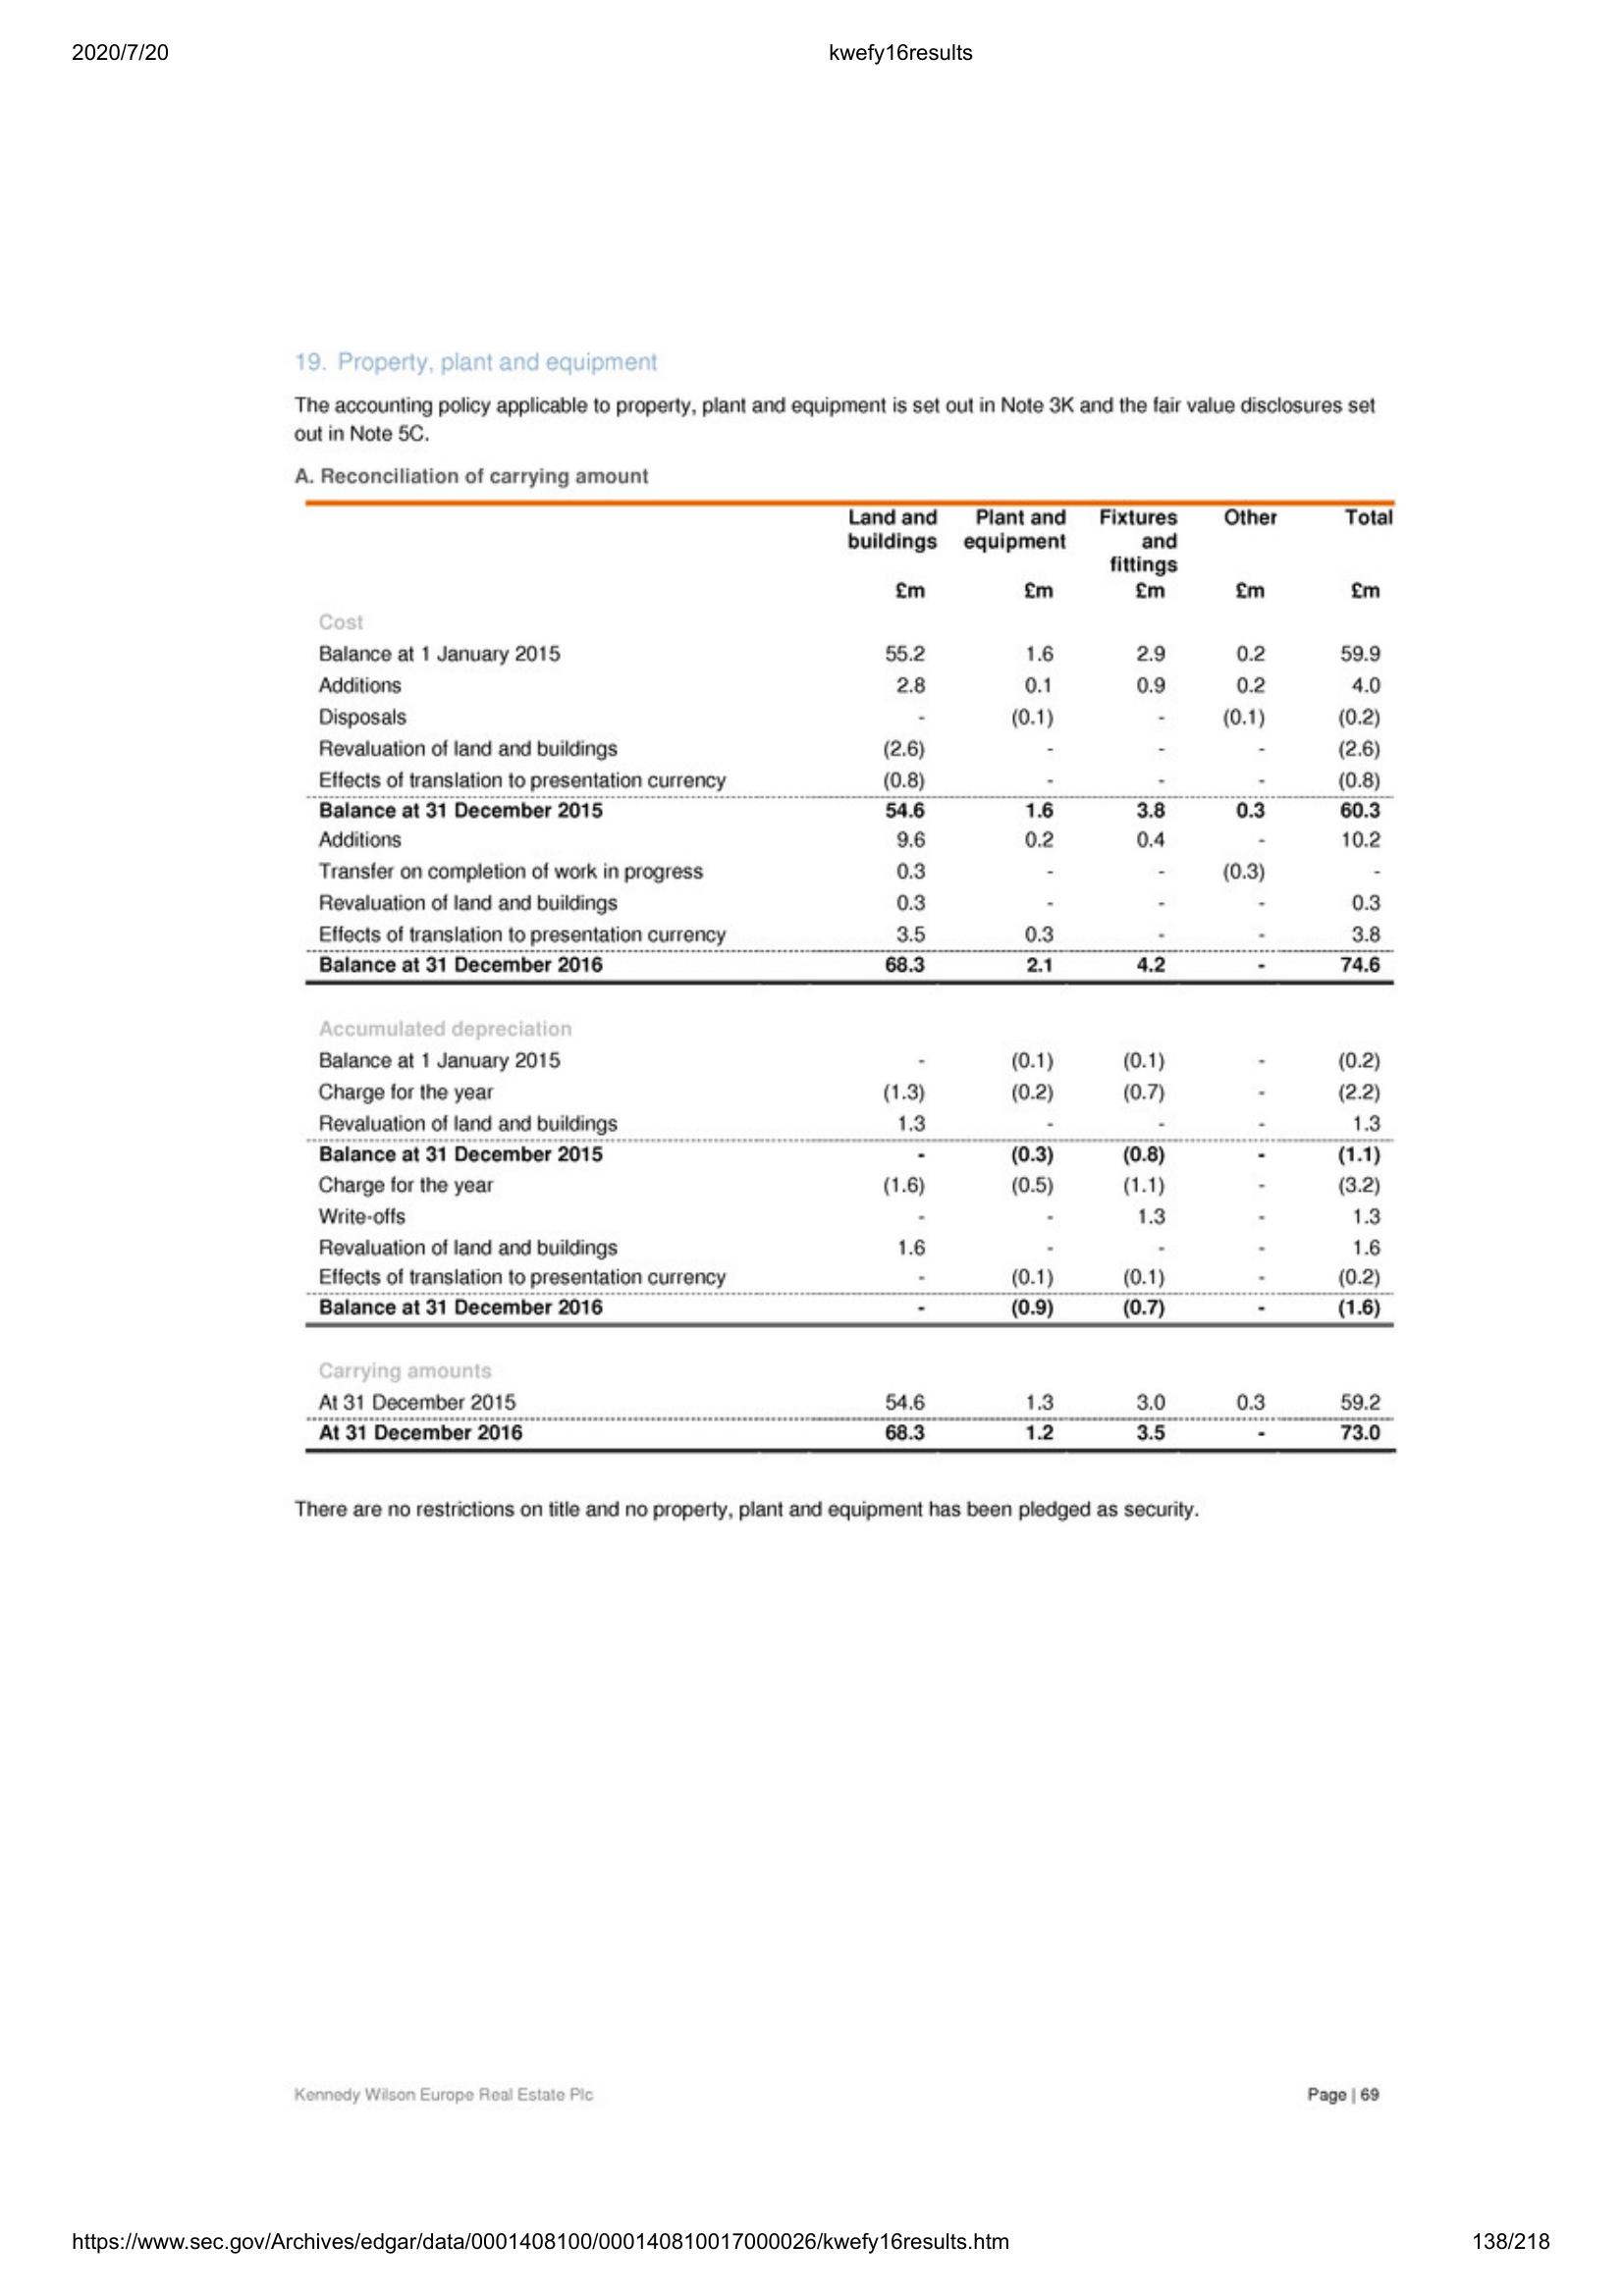 2020/7/20 kwefy16results
19. Property, plant and equipment
The accounting policy applicable to property, plant and equipment is set out in Note 3K and the fair value disclosures set
out in Note 5C.
A. Reconciliation of carrying amount
Land and Plant and Fixtures Other Total
buildings equipment and
fittings
£m £m £m £m £m
Cost
Balance at 1 January 2015 55.2 1.6 2.9 0.2 59.9
Additions 2.8 0.1 0.9 0.2 4.0
Disposals - (0.1) - (0.1) (0.2)
Revaluation of land and buildings (2.6) - - - (2.6)
Effects of translation to presentation currency (0.8) - - - (0.8)
Balance at 31 December 2015 54.6 1.6 3.8 0.3 60.3
Additions 9.6 0.2 0.4 - 10.2
Transfer on completion of work in progress 0.3 - - (0.3) -
Revaluation of land and buildings 0.3 - - - 0.3
Effects of translation to presentation currency 3.5 0.3 - - 3.8
Balance at 31 December 2016 68.3 2.1 4.2 - 74.6
Accumulated depreciation
Balance at 1 January 2015 - (0.1) (0.1) - (0.2)
Charge for the year (1.3) (0.2) (0.7) - (2.2)
Revaluation of land and buildings 1.3 - - - 1.3
Balance at 31 December 2015 - (0.3) (0.8) - (1.1)
Charge for the year (1.6) (0.5) (1.1) - (3.2)
Write-offs - - 1.3 - 1.3
Revaluation of land and buildings 1.6 - - - 1.6
Effects of translation to presentation currency - (0.1) (0.1) - (0.2)
Balance at 31 December 2016 - (0.9) (0.7) - (1.6)
Carrying amounts
At 31 December 2015 54.6 1.3 3.0 0.3 59.2
At 31 December 2016 68.3 1.2 3.5 - 73.0
There are no restrictions on title and no property, plant and equipment has been pledged as security.
Kennedy Wilson Europe Real Estate Plc Page | 69
https://www.sec.gov/Archives/edgar/data/0001408100/000140810017000026/kwefy16results.htm 138/218